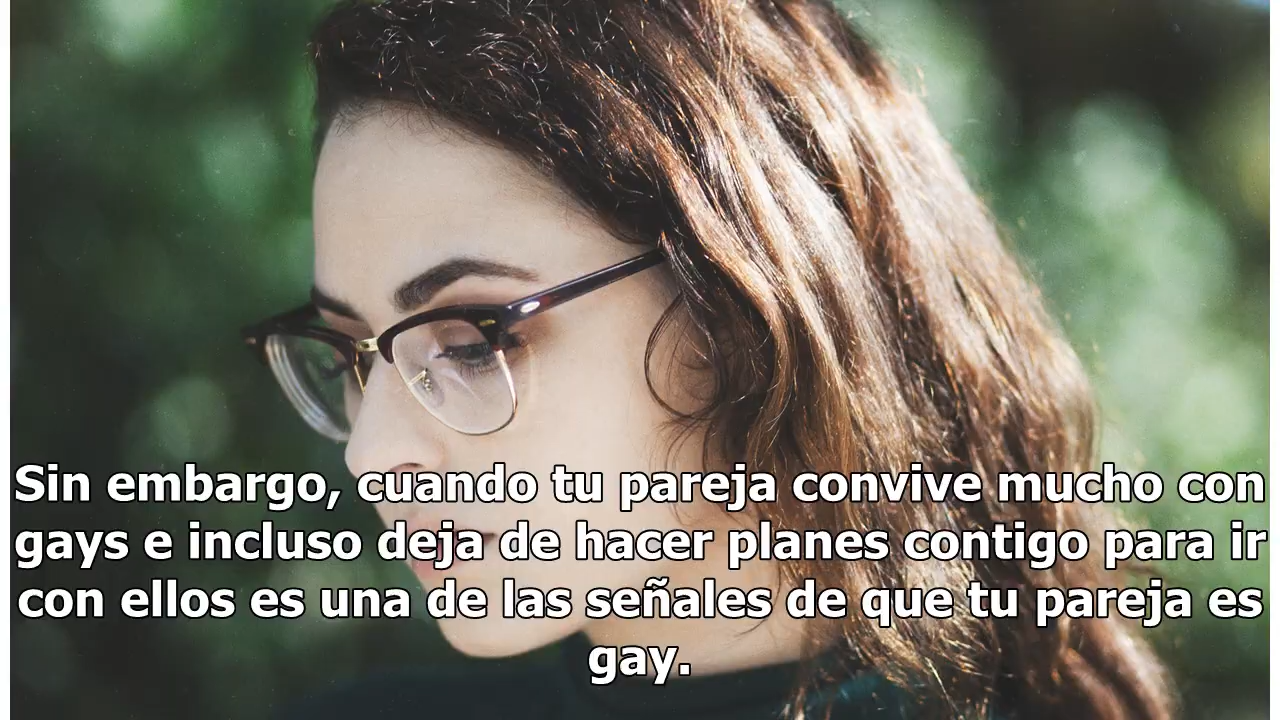 Sin embargo, cuando tu pareja convive mucho con
gays e incluso deja de hacer planes contigo para ir
con ellos es una de las señales de que tu pareja es
gay.